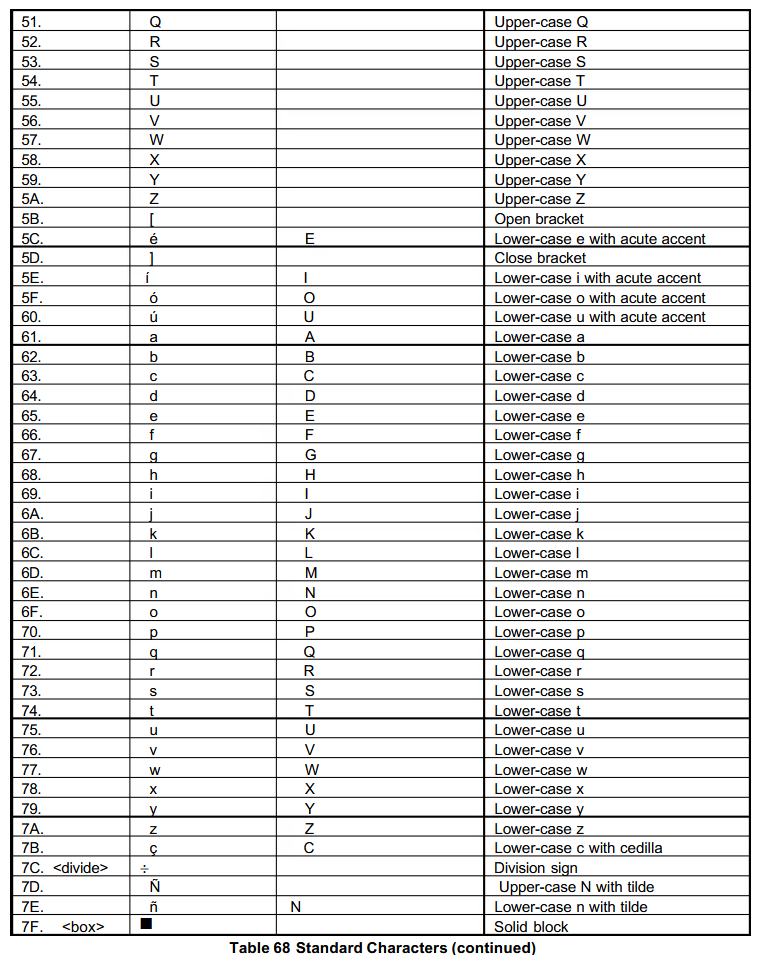 51. Q Upper-case Q
52. R Upper-case R
53. S Upper-case S
54. T Upper-case T
55. U Upper-case U
56. V Upper-case V
57. W Upper-case W
58. X Upper-case X
59. Y Upper-case Y
5A. Z Upper-case Z
5B. [ Open bracket
5C. é E Lower-case e with acute accent
5D. ] Close bracket
5E. í I Lower-case i with acute accent
5F. ó O Lower-case o with acute accent
60. ú U Lower-case u with acute accent
61. a A Lower-case a
62. b B Lower-case b
63. c C Lower-case c
64. d D Lower-case d
65. e E Lower-case e
66. f F Lower-case f
67. g G Lower-case g
68. h H Lower-case h
69. i I Lower-case i
6A. j J Lower-case j
6B. k K Lower-case k
6C. l L Lower-case l
6D. m M Lower-case m
6E. n N Lower-case n
6F. o O Lower-case o
70. p P Lower-case p
71. q Q Lower-case q
72. r R Lower-case r
73. s S Lower-case s
74. t T Lower-case t
75. u U Lower-case u
76. v V Lower-case v
77. w W Lower-case w
78. x X Lower-case x
79. y Y Lower-case y
7A. z Z Lower-case z
7B. ç C Lower-case c with cedilla
7C. <divide> ÷ Division sign
7D. Ñ Upper-case N with tilde
7E. ñ N Lower-case n with tilde
7F. <box> ■ Solid block
Table 68 Standard Characters (continued)